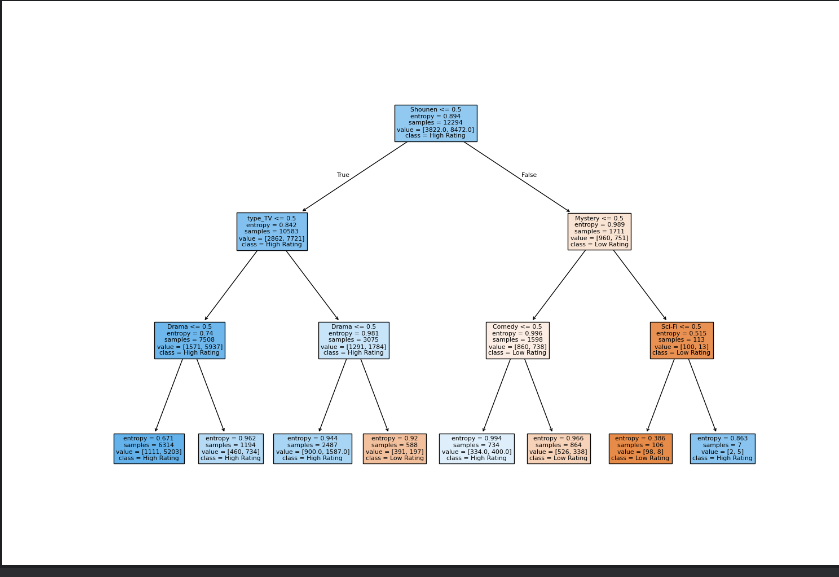 Shounen <= 0.5
entropy = 0.894
samples = 12294
value = [3822.0, 8472.0]
class = High Rating
True
False
type_TV <= 0.5
entropy = 0.842
samples = 10583
value = [2862, 7721]
class = High Rating
Mystery <= 0.5
entropy = 0.989
samples = 1711
value = [960, 751]
class = Low Rating
Drama <= 0.5
entropy = 0.74
samples = 7508
value = [1571, 5937]
class = High Rating
Drama <= 0.5
entropy = 0.981
samples = 3075
value = [1291, 1784]
class = High Rating
Comedy <= 0.5
entropy = 0.996
samples = 1598
value = [860, 738]
class = Low Rating
Sci-Fi <= 0.5
entropy = 0.515
samples = 113
value = [100, 13]
class = Low Rating
entropy = 0.671
samples = 6314
value = [1111, 5203]
class = High Rating
entropy = 0.962
samples = 1194
value = [460, 734]
class = High Rating
entropy = 0.944
samples = 2487
value = [900.0, 1587.0]
class = High Rating
entropy = 0.92
samples = 588
value = [391, 197]
class = Low Rating
entropy = 0.994
samples = 734
value = [334.0, 400.0]
class = High Rating
entropy = 0.966
samples = 864
value = [526, 338]
class = Low Rating
entropy = 0.386
samples = 106
value = [98, 8]
class = Low Rating
entropy = 0.863
samples = 7
value = [2, 5]
class = High Rating